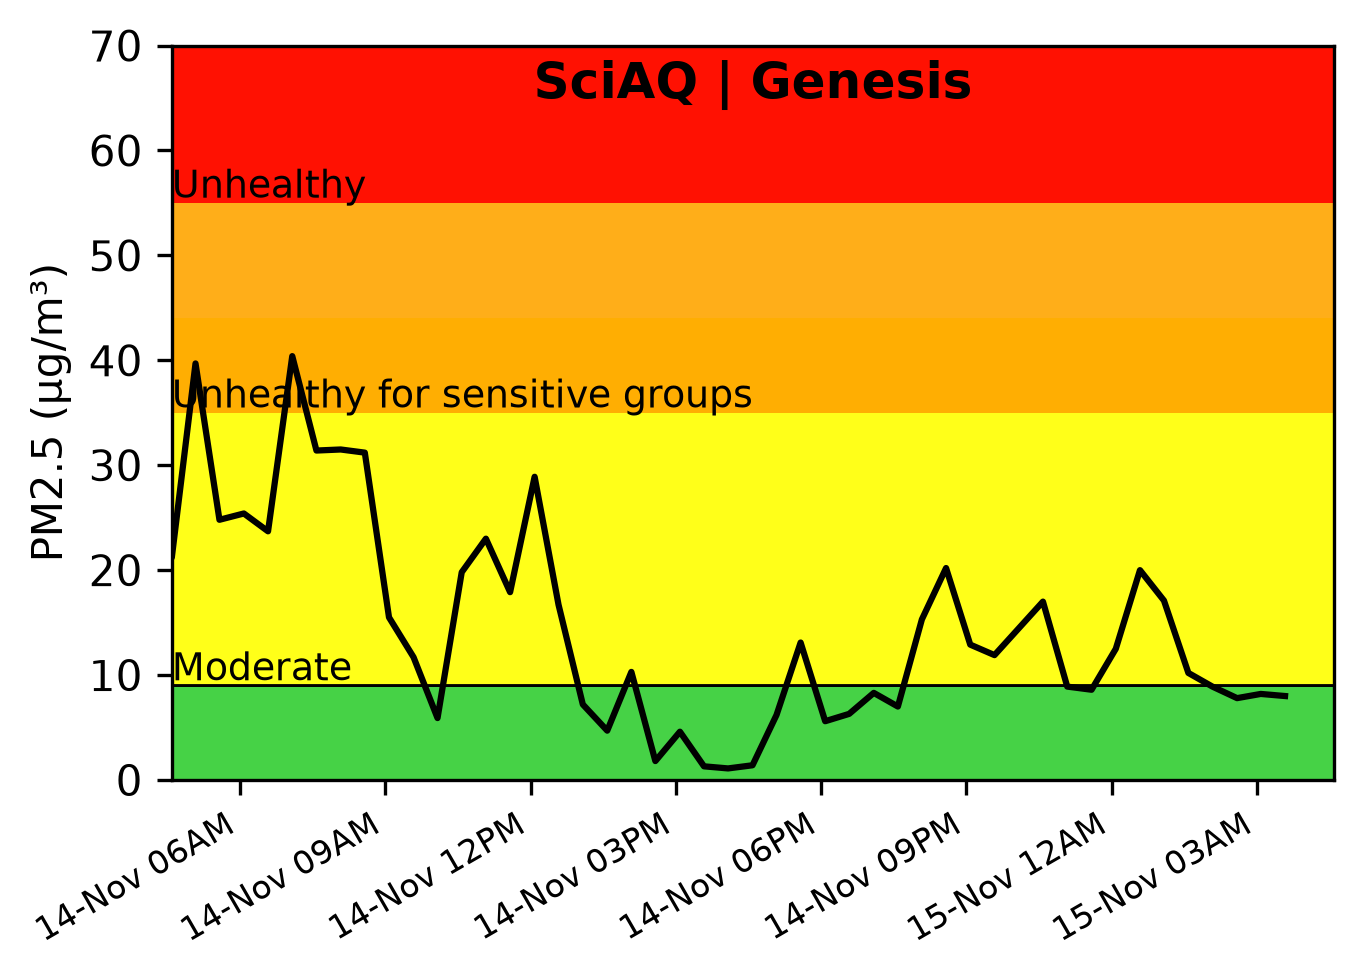 SciAQ | Genesis
PM2.5 (µg/m³)
70
60
50
40
30
20
10
0
Unhealthy
Unhealthy for sensitive groups
Moderate
14-Nov 06AM
14-Nov 09AM
14-Nov 12PM
14-Nov 03PM
14-Nov 06PM
14-Nov 09PM
15-Nov 12AM
15-Nov 03AM